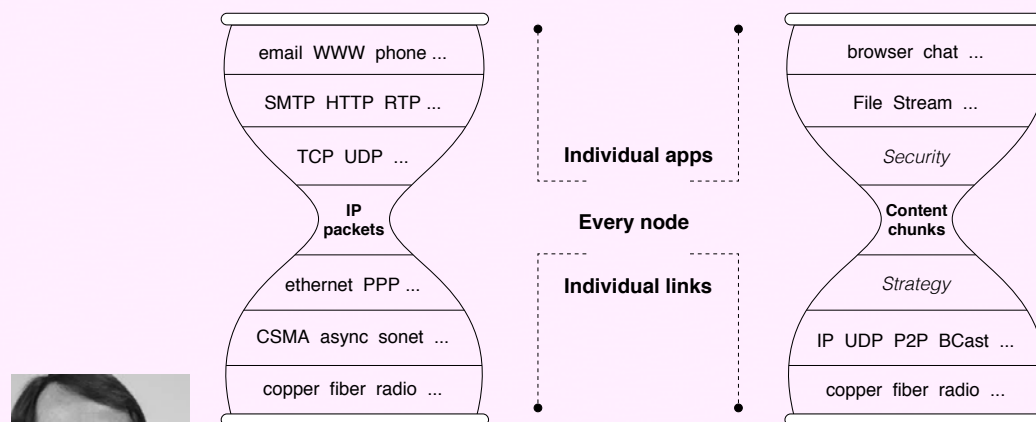 email WWW phone ...
SMTP HTTP RTP ...
TCP UDP ...
IP
packets
ethernet PPP ...
CSMA async sonet ...
copper fiber radio ...
Individual apps
Every node
Individual links
browser chat ...
File Stream ...
Security
Content
chunks
Strategy
IP UDP P2P BCast ...
copper fiber radio ...